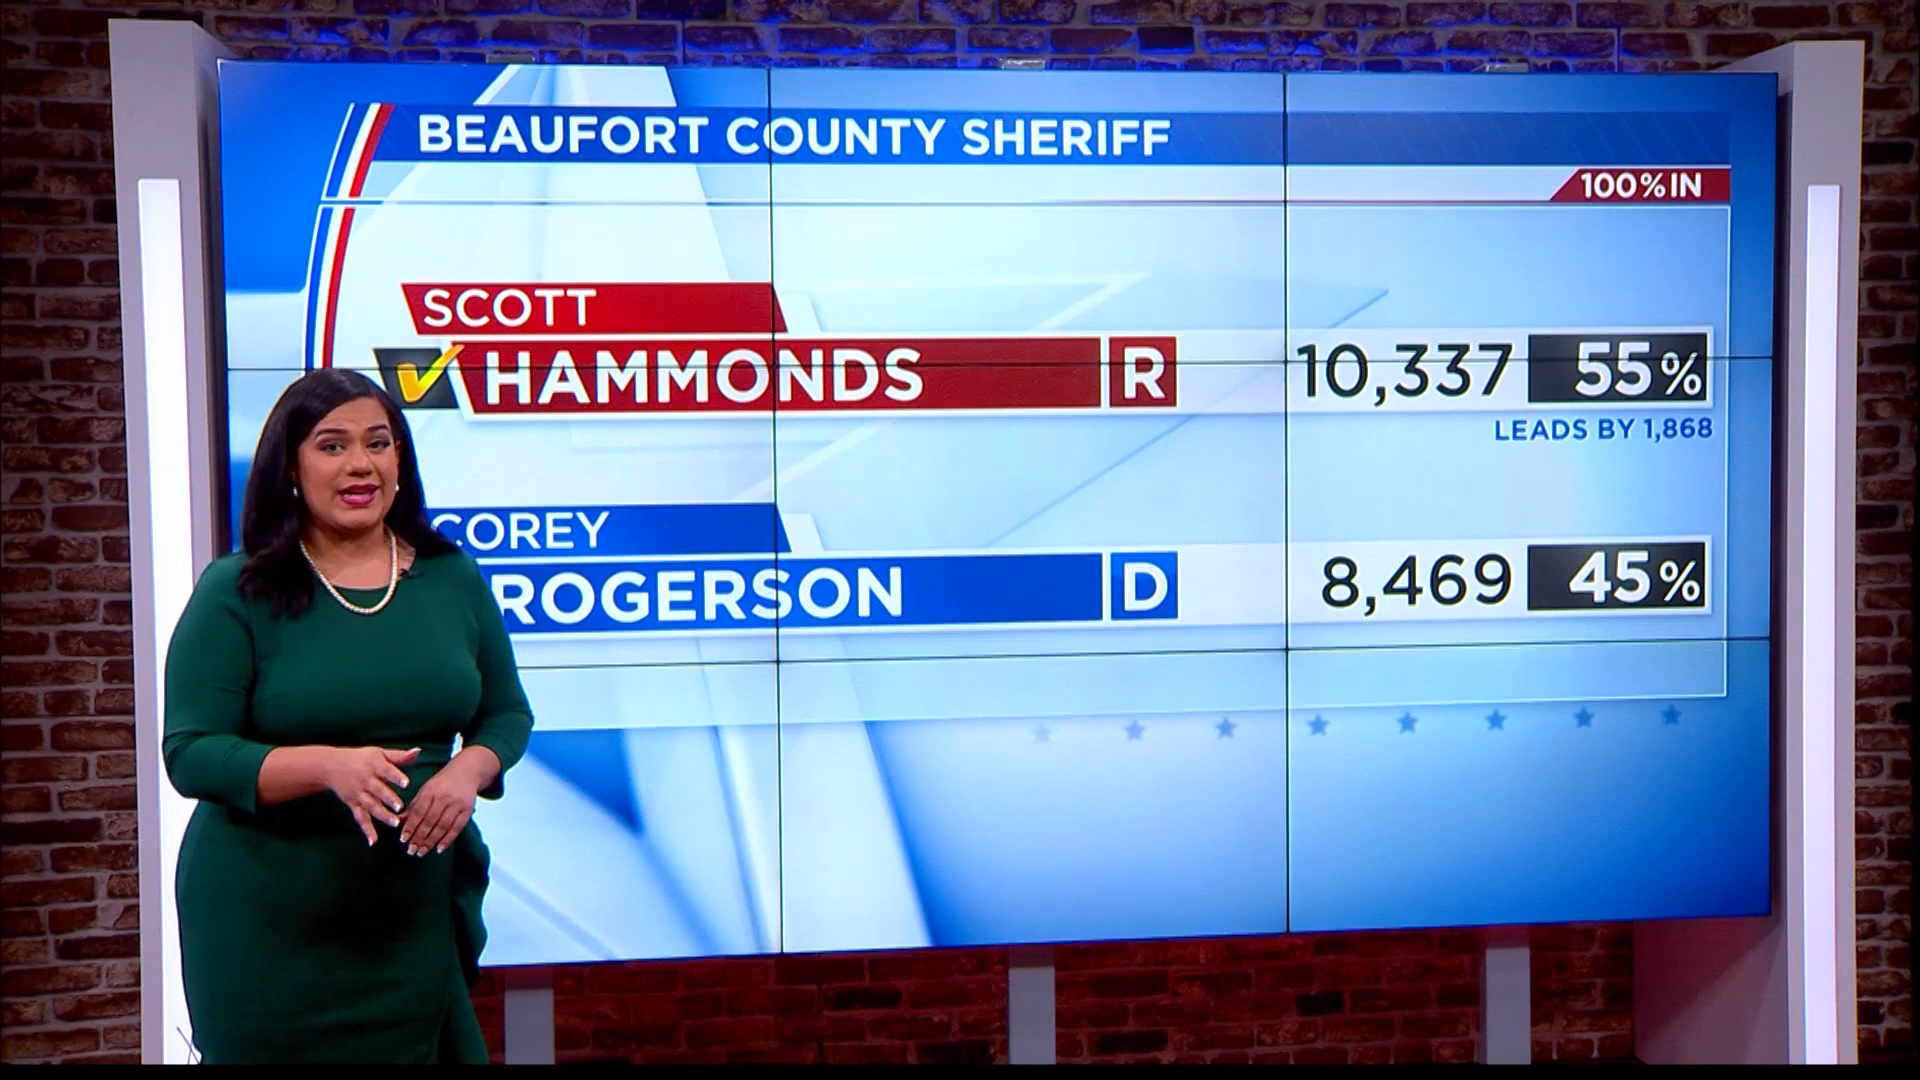 BEAUFORT COUNTY SHERIFF
100% IN
SCOTT
HAMMONDS R 10,337 55%
LEADS BY 1,868
COREY
ROGERSON D 8,469 45%